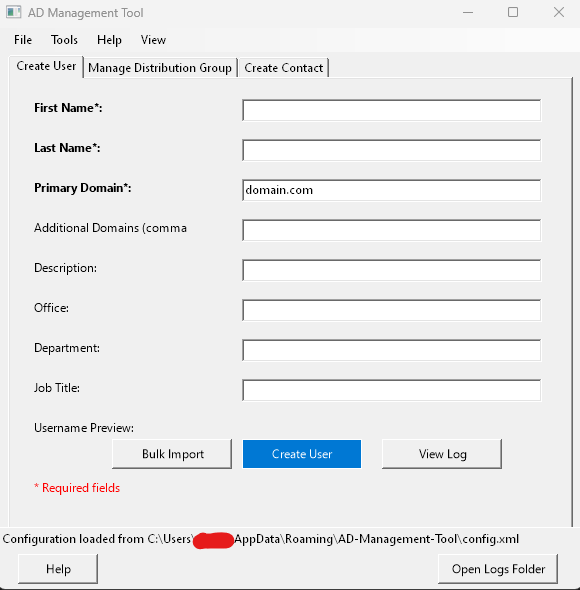 AD Management Tool
File Tools Help View
Create User Manage Distribution Group Create Contact
First Name*:
Last Name*:
Primary Domain*: domain.com
Additional Domains (comma
Description:
Office:
Department:
Job Title:
Username Preview:
Bulk Import Create User View Log
* Required fields
Configuration loaded from C:\Users\ AppData\Roaming\AD-Management-Tool\config.xml
Help Open Logs Folder